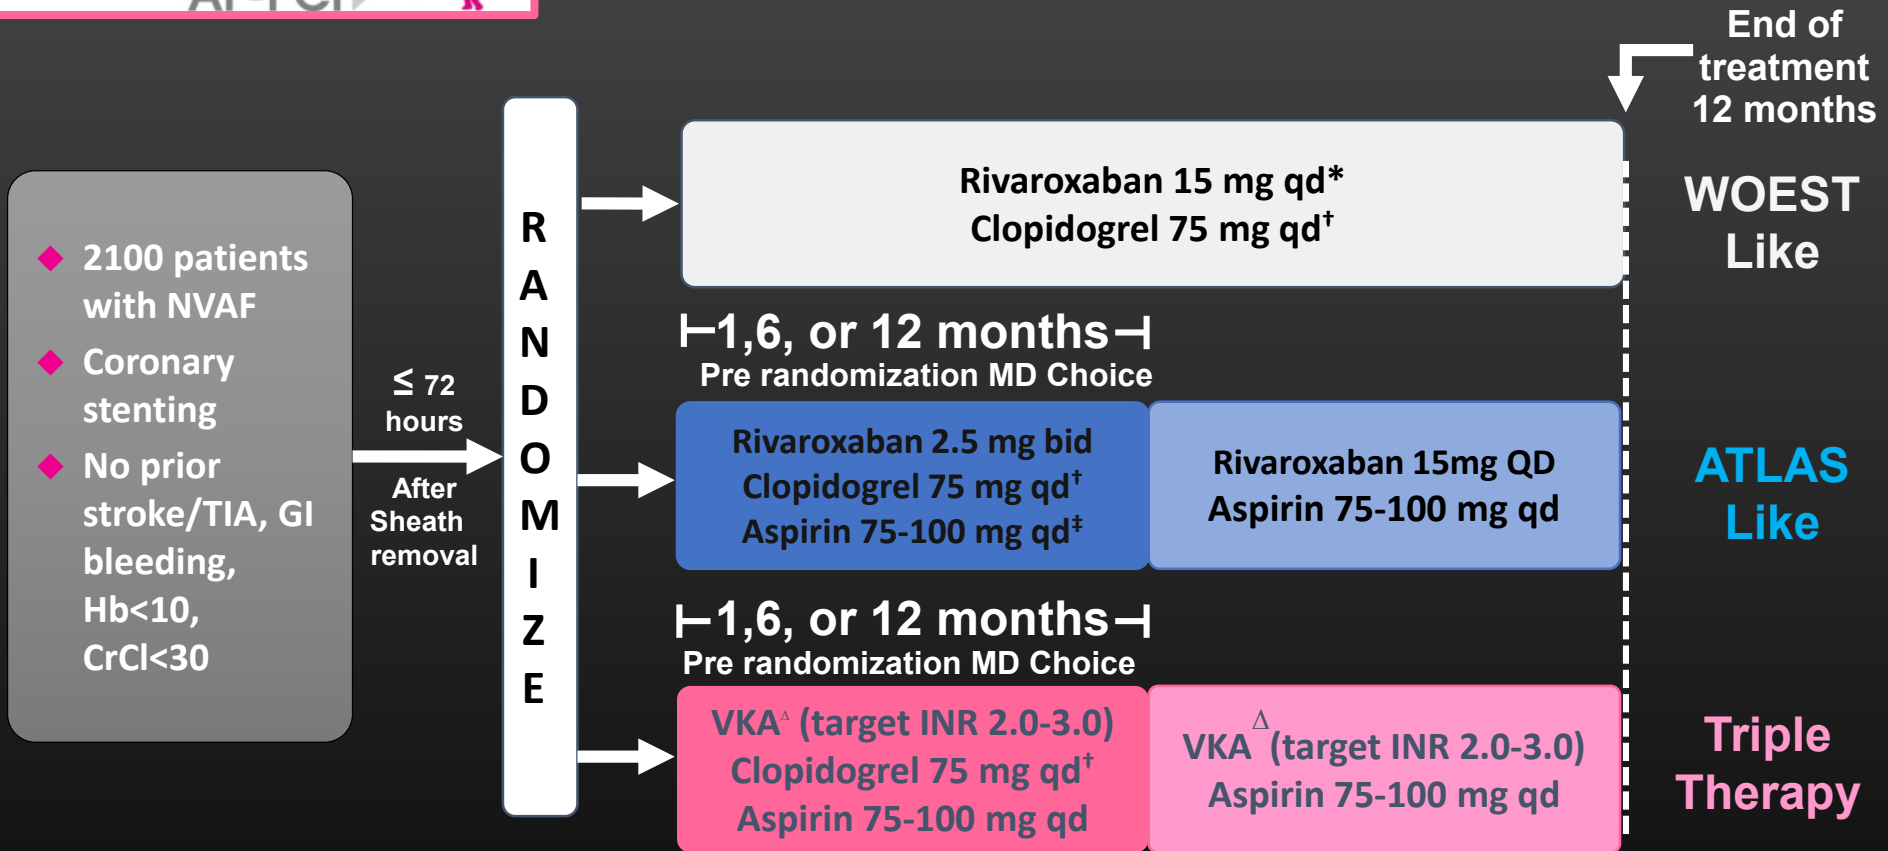 AF-PCI
End of
treatment
12 months
◆ 2100 patients
with NVAF
◆ Coronary
stenting
◆ No prior
stroke/TIA, GI
bleeding,
Hb<10,
CrCl<30
≤ 72
hours
After
Sheath
removal
R
A
N
D
O
M
I
Z
E
Rivaroxaban 15 mg qd*
Clopidogrel 75 mg qd†
WOEST
Like
1,6, or 12 months
Pre randomization MD Choice
Rivaroxaban 2.5 mg bid
Clopidogrel 75 mg qd†
Aspirin 75-100 mg qd‡
Rivaroxaban 15mg QD
Aspirin 75-100 mg qd
ATLAS
Like
1,6, or 12 months
Pre randomization MD Choice
VKAΔ (target INR 2.0-3.0)
Clopidogrel 75 mg qd†
Aspirin 75-100 mg qd
VKAΔ(target INR 2.0-3.0)
Aspirin 75-100 mg qd
Triple
Therapy